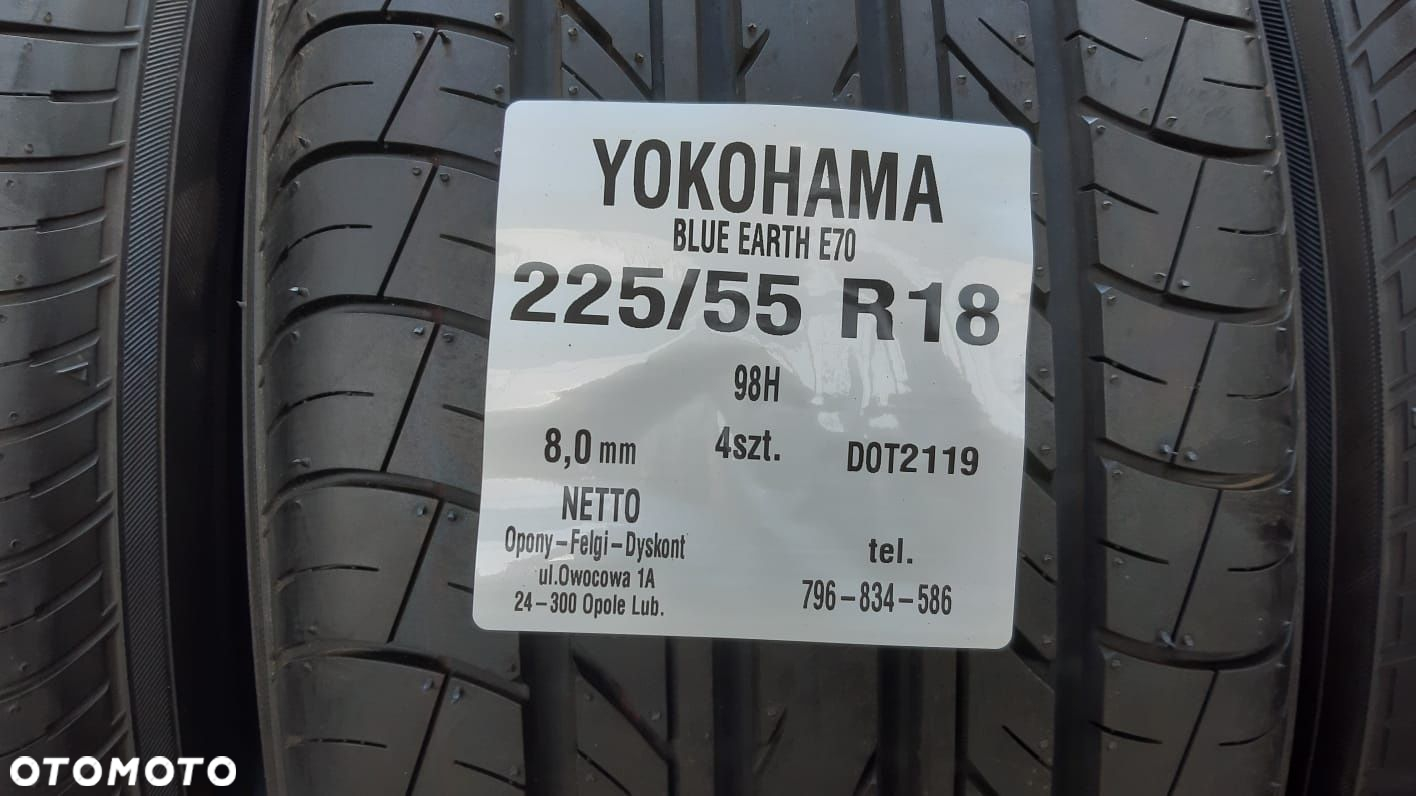 YOKOHAMA
BLUE EARTH E70
225/55 R18
98H
8,0 mm 4szt. DOT2119
NETTO
Opony-Felgi-Dyskont
ul.Owocowa 1A
24-300 Opole Lub.
tel.
796-834-586
OTOMOTO